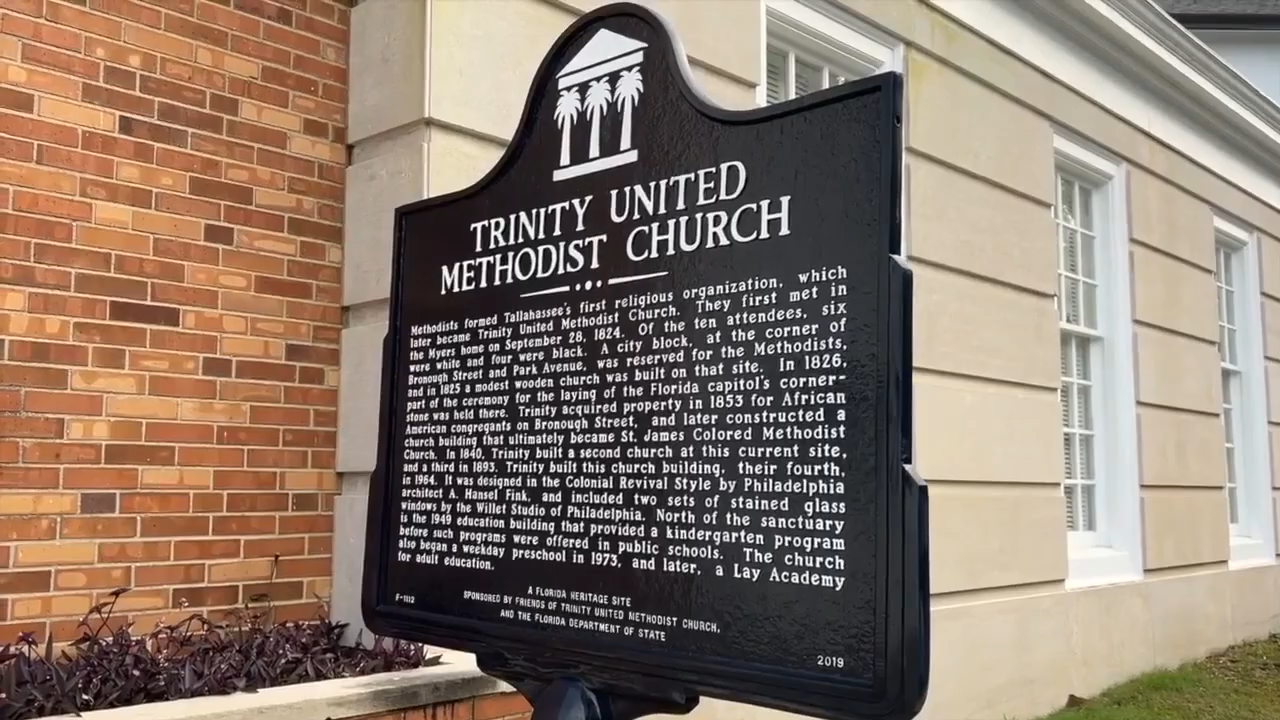 TRINITY UNITED
METHODIST CHURCH
Methodists formed Tallahassee's first religious organization, which
later became Trinity United Methodist Church. They first met in
the Myers home on September 28, 1824. Of the ten attendees, six
were white and four were black. A city block, at the corner of
Bronough Street and Park Avenue, was reserved for the Methodists,
and in 1825 a modest wooden church was built on that site. In 1826,
part of the ceremony for the laying of the Florida capitol's corner-
stone was held there. Trinity acquired property in 1853 for African
American congregants on Bronough Street, and later constructed a
church building that ultimately became St. James Colored Methodist
Church. In 1840, Trinity built a second church at this current site,
and a third in 1893. Trinity built this church building, their fourth,
in 1964. It was designed in the Colonial Revival Style by Philadelphia
architect A. Hansel Fink, and included two sets of stained glass
windows by the Willet Studio of Philadelphia. North of the sanctuary
is the 1949 education building that provided a kindergarten program
before such programs were offered in public schools. The church
also began a weekday preschool in 1973, and later, a Lay Academy
for adult education.
A FLORIDA HERITAGE SITE
SPONSORED BY FRIENDS OF TRINITY UNITED METHODIST CHURCH,
AND THE FLORIDA DEPARTMENT OF STATE
F-1112
2019